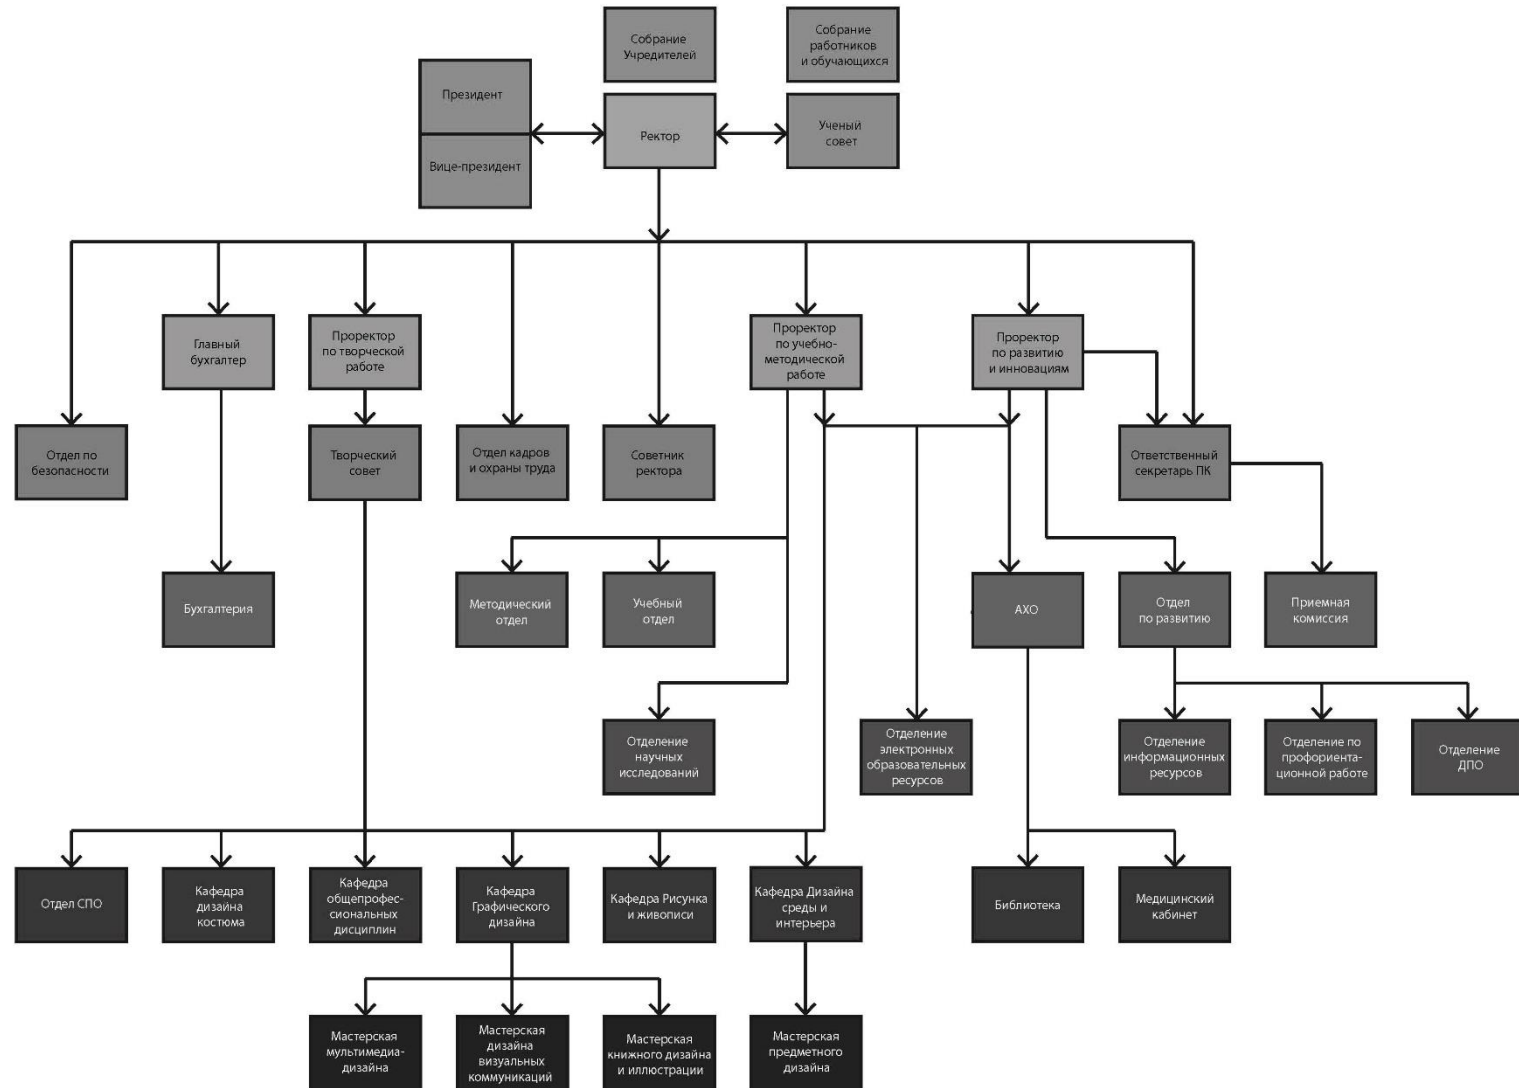 Собрание
Учредителей
Собрание
работников
и обучающихся
Президент
Вице-президент
Ректор
Ученый
совет
Главный
бухгалтер
Проректор
по творческой
работе
Проректор
по учебно-
методической
работе
Проректор
по развитию
и инновациям
Отдел по
безопасности
Творческий
совет
Отдел кадров
и охраны труда
Советник
ректора
Ответственный
секретарь ПК
Бухгалтерия
Методический
отдел
Учебный
отдел
АХО
Отдел
по развитию
Приемная
комиссия
Отделение
научных
исследований
Отделение
электронных
образовательных
ресурсов
Отделение
информационных
ресурсов
Отделение по
профориента-
ционной работе
Отделение
ДПО
Отдел СПО
Кафедра
дизайна
костюма
Кафедра
общепрофес-
сиональных
дисциплин
Кафедра
Графического
дизайна
Кафедра Рисунка
и живописи
Кафедра Дизайна
среды и
интерьера
Библиотека
Медицинский
кабинет
Мастерская
мультимедиа-
дизайна
Мастерская
дизайна
визуальных
коммуникаций
Мастерская
книжного дизайна
и иллюстрации
Мастерская
предметного
дизайна